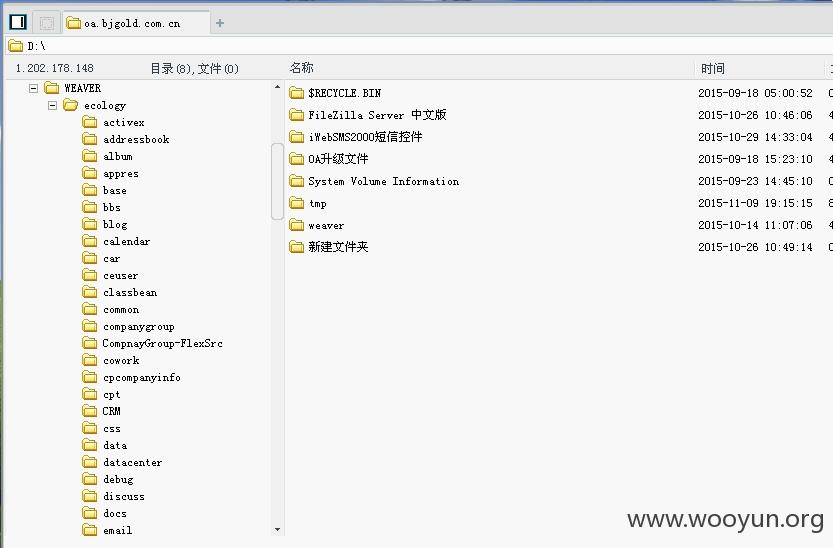 oa.bjgold.com.cn
D:\
1.202.178.148 目录(8),文件(0) 名称 时间
WEAVER
ecology
activex
addressbook
album
appres
base
bbs
blog
calendar
car
ceuser
classbean
common
companygroup
CompnayGroup-FlexSrc
cowork
cpcompanyinfo
cpt
CRM
css
data
datacenter
debug
discuss
docs
email
$RECYCLE.BIN 2015-09-18 05:00:52
FileZilla Server 中文版 2015-10-26 10:46:06
iWebSMS2000短信控件 2015-10-29 14:33:04
OA升级文件 2015-09-18 15:23:10
System Volume Information 2015-09-23 14:45:10
tmp 2015-11-09 19:15:15
weaver 2015-10-14 11:07:06
新建文件夹 2015-10-26 10:49:14
www.wooyun.org